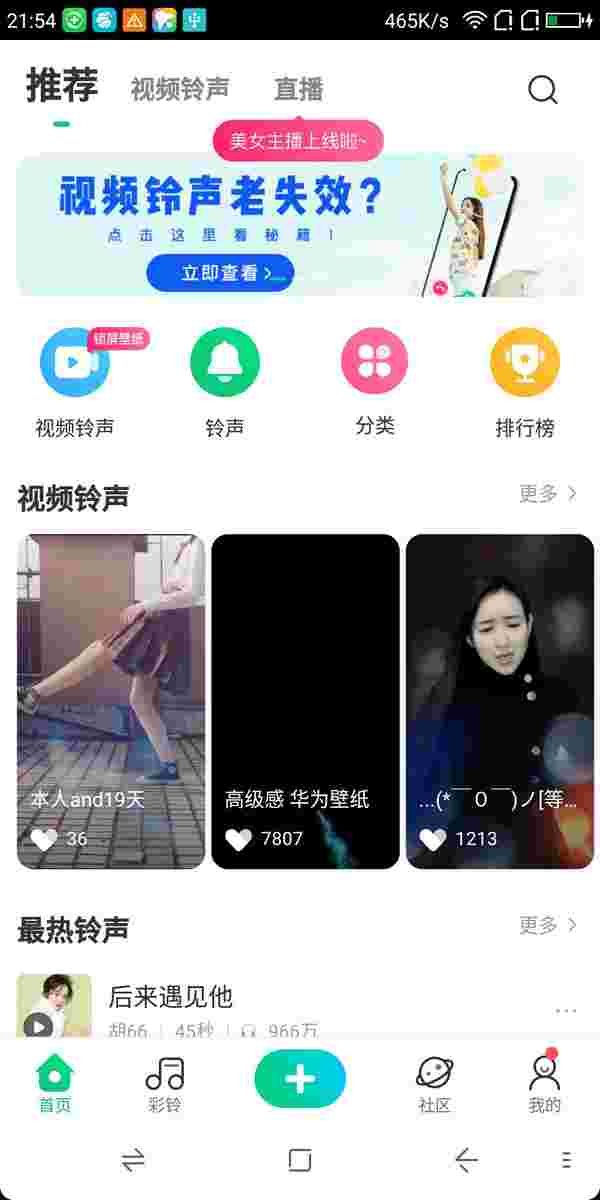 21:54
465K/s
推荐
视频铃声
直播
美女主播上线啦~
视频铃声老失效?
点击这里看秘籍!
立即查看>
锁屏壁纸
视频铃声
铃声
分类
排行榜
视频铃声
更多
本人and19天
36
高级感 华为壁纸
7807
...(*￣０￣)ノ[等...
1213
最热铃声
更多
后来遇见他
胡66 | 45秒 | 966万
首页
彩铃
社区
我的